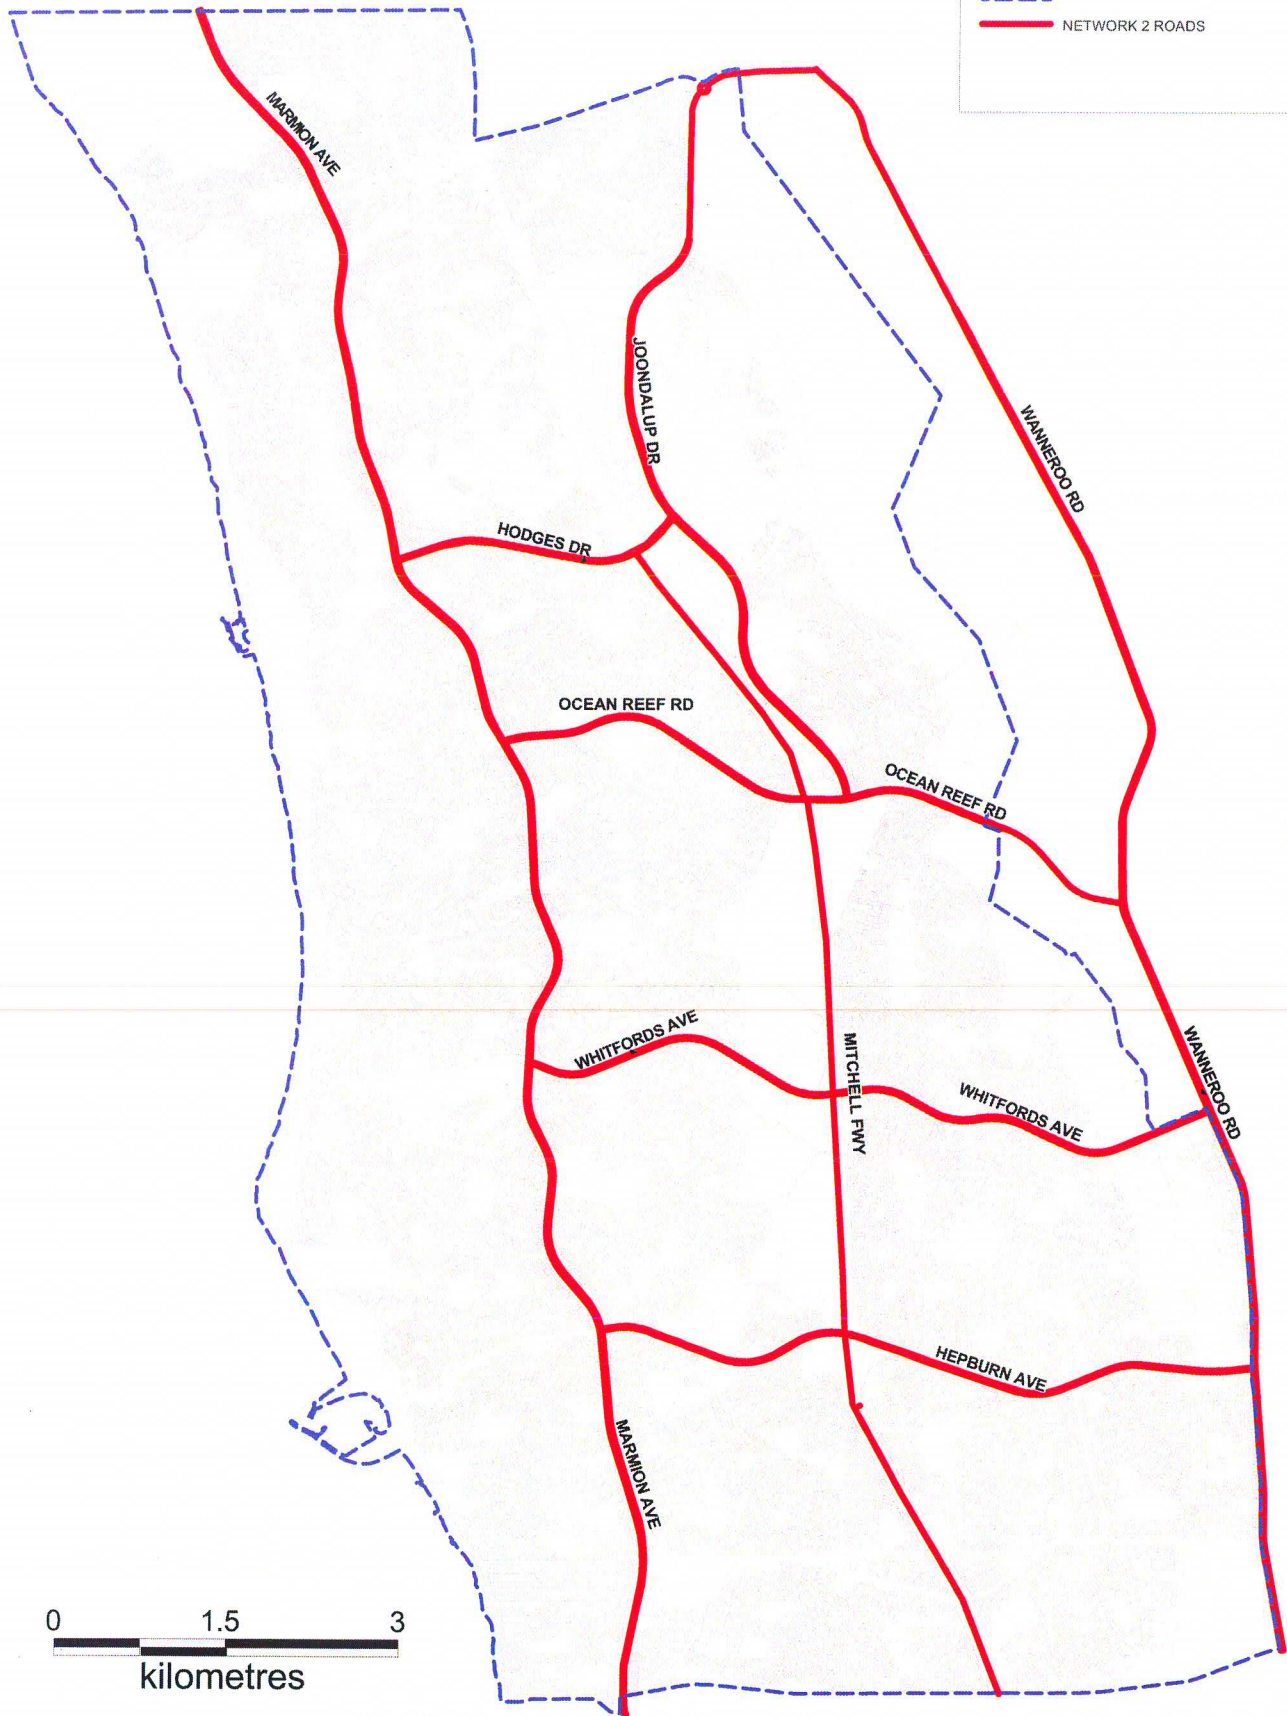 NETWORK 2 ROADS
MARMION AVE
JOONDALUP DR
WANNEROO RD
HODGES DR
OCEAN REEF RD
OCEAN REEF RD
WHITFORDS AVE
MITCHELL FWY
WHITFORDS AVE
WANNEROO RD
HEPBURN AVE
MARMION AVE
0 1.5 3
kilometres